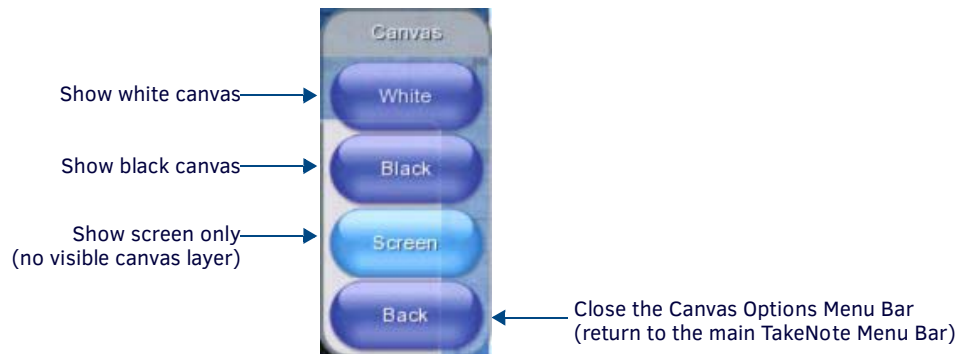 Canvas
Show white canvas
White
Show black canvas
Black
Show screen only
(no visible canvas layer)
Screen
Back
Close the Canvas Options Menu Bar
(return to the main TakeNote Menu Bar)